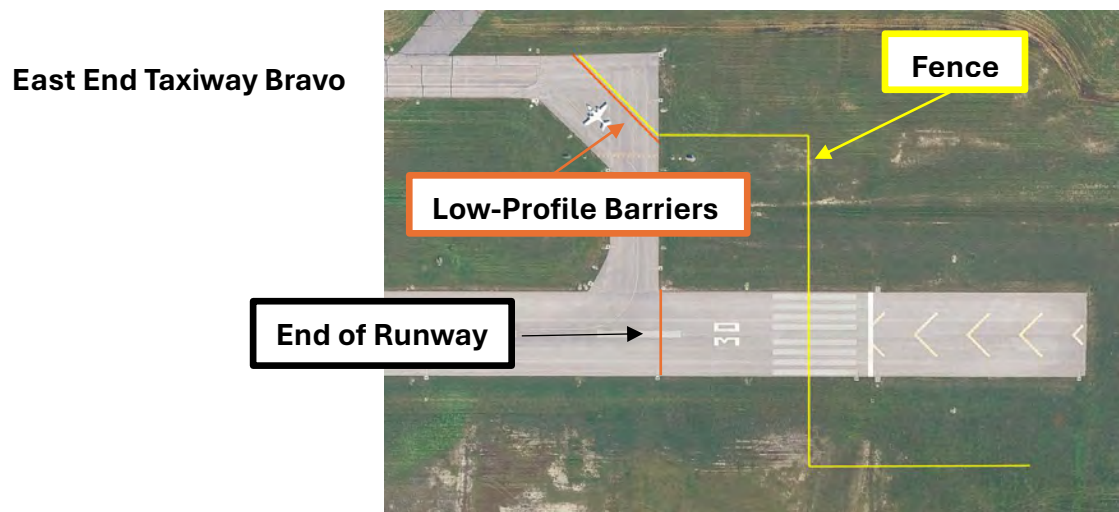 East End Taxiway Bravo
Fence
Low-Profile Barriers
End of Runway
30